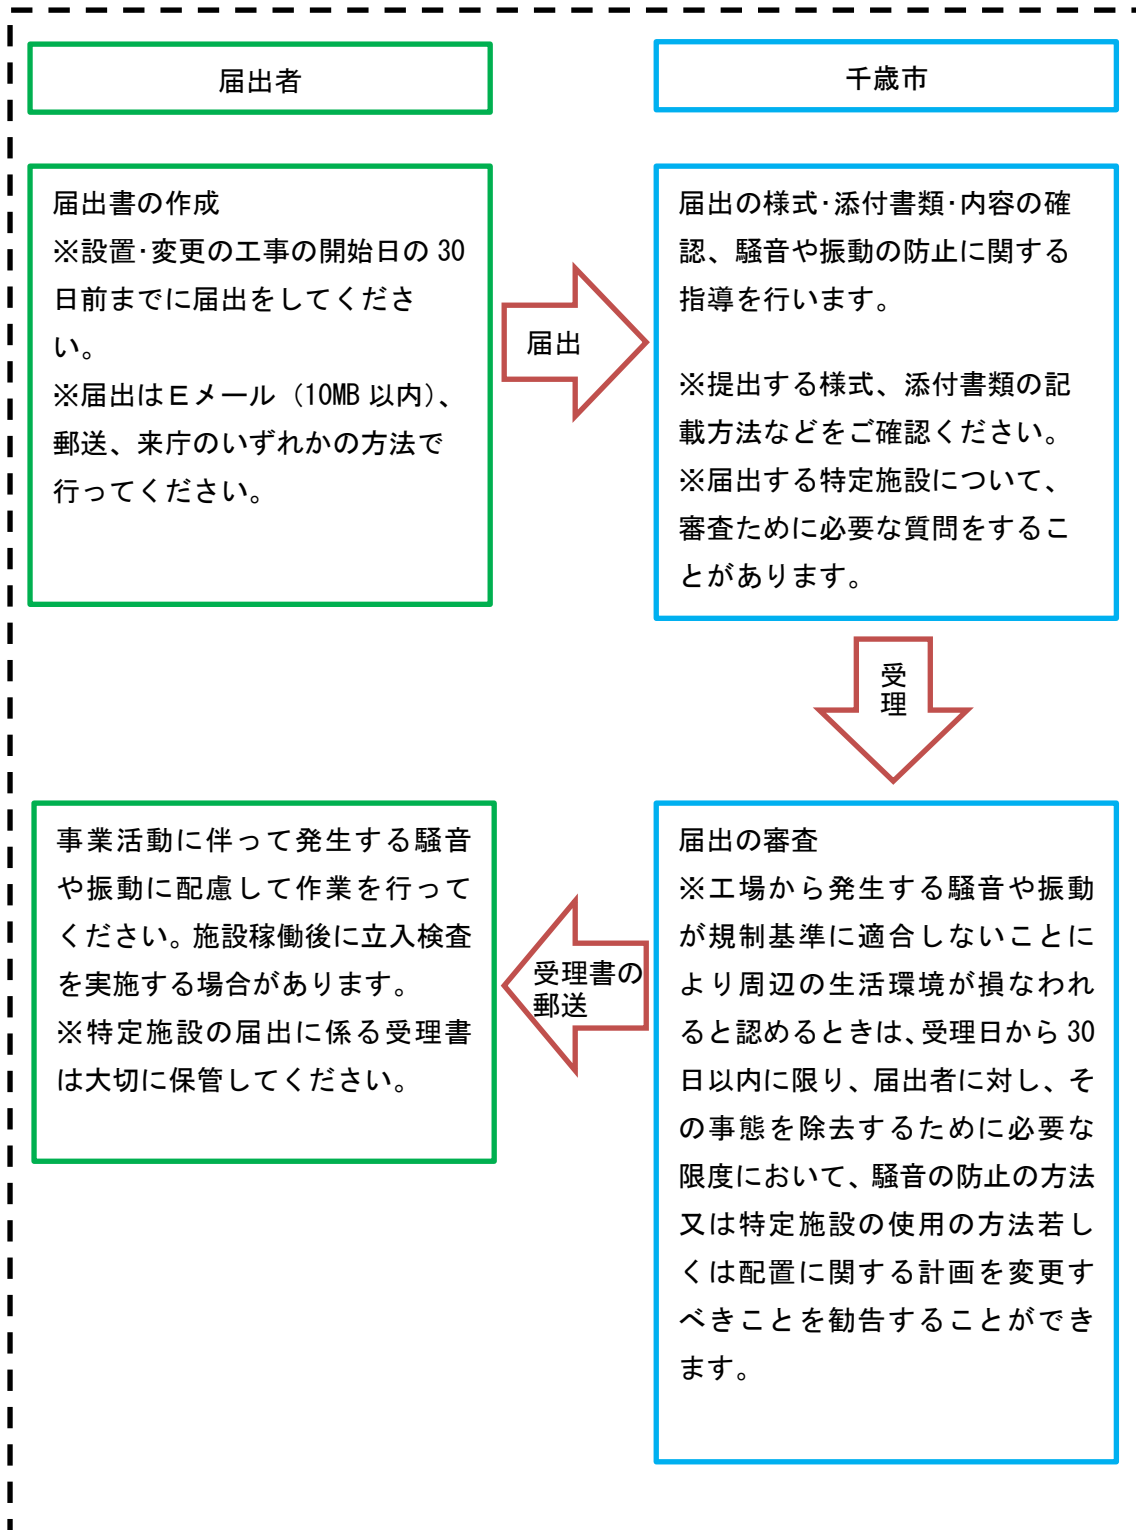 届出者
千歳市
届出書の作成
※設置・変更の工事の開始日の 30
日前までに届出をしてくださ
い。
※届出はＥメール（10MB 以内）、
郵送、来庁のいずれかの方法で
行ってください。
届出
届出の様式・添付書類・内容の確
認、騒音や振動の防止に関する
指導を行います。
※提出する様式、添付書類の記
載方法などをご確認ください。
※届出する特定施設について、
審査ために必要な質問をするこ
とがあります。
受
理
届出の審査
※工場から発生する騒音や振動
が規制基準に適合しないことに
より周辺の生活環境が損なわれ
ると認めるときは、受理日から 30
日以内に限り、届出者に対し、そ
の事態を除去するために必要な
限度において、騒音の防止の方法
又は特定施設の使用の方法若し
くは配置に関する計画を変更す
べきことを勧告することができ
ます。
受理書の
郵送
事業活動に伴って発生する騒音
や振動に配慮して作業を行って
ください。施設稼働後に立入検査
を実施する場合があります。
※特定施設の届出に係る受理書
は大切に保管してください。